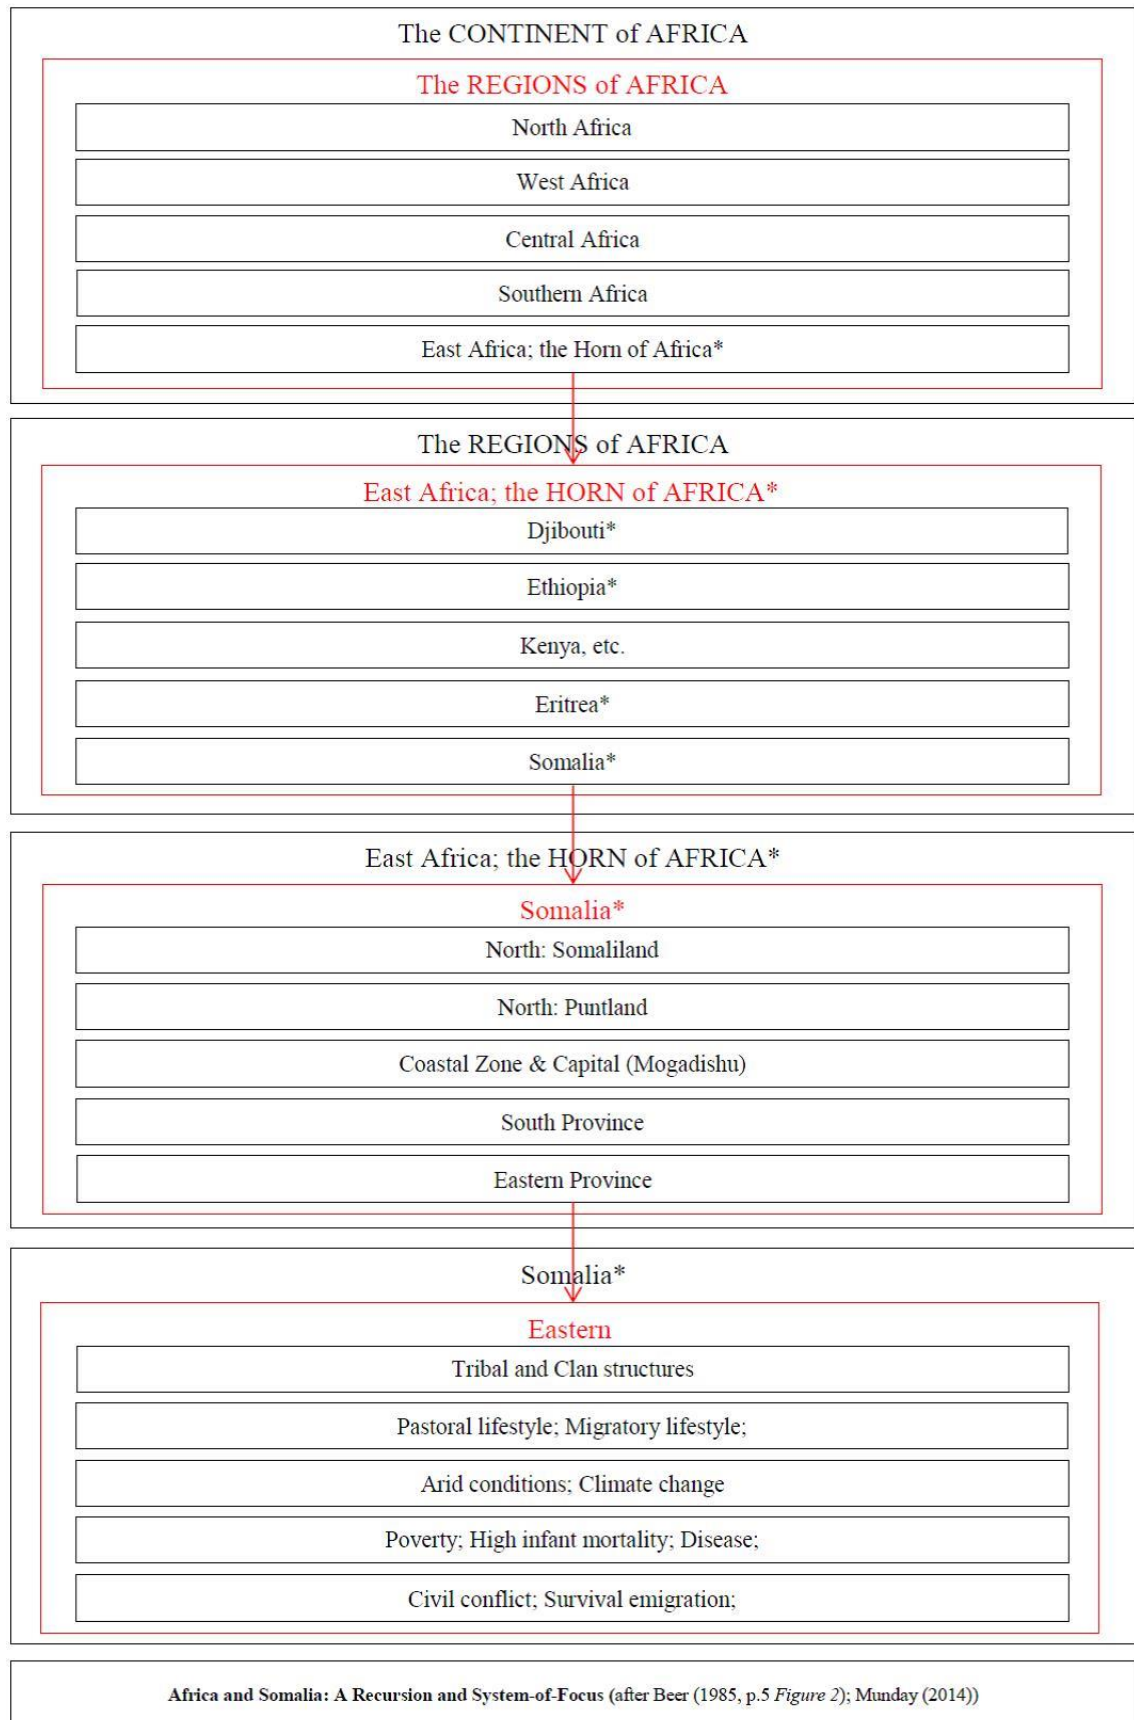 The CONTINENT of AFRICA
The REGIONS of AFRICA
North Africa
West Africa
Central Africa
Southern Africa
East Africa; the Horn of Africa*
The REGIONS of AFRICA
East Africa; the HORN of AFRICA*
Djibouti*
Ethiopia*
Kenya, etc.
Eritrea*
Somalia*
East Africa; the HORN of AFRICA*
Somalia*
North: Somaliland
North: Puntland
Coastal Zone & Capital (Mogadishu)
South Province
Eastern Province
Somalia*
Eastern
Tribal and Clan structures
Pastoral lifestyle; Migratory lifestyle;
Arid conditions; Climate change
Poverty; High infant mortality; Disease;
Civil conflict; Survival emigration;
Africa and Somalia: A Recursion and System-of-Focus (after Beer (1985, p.5 Figure 2); Munday (2014))